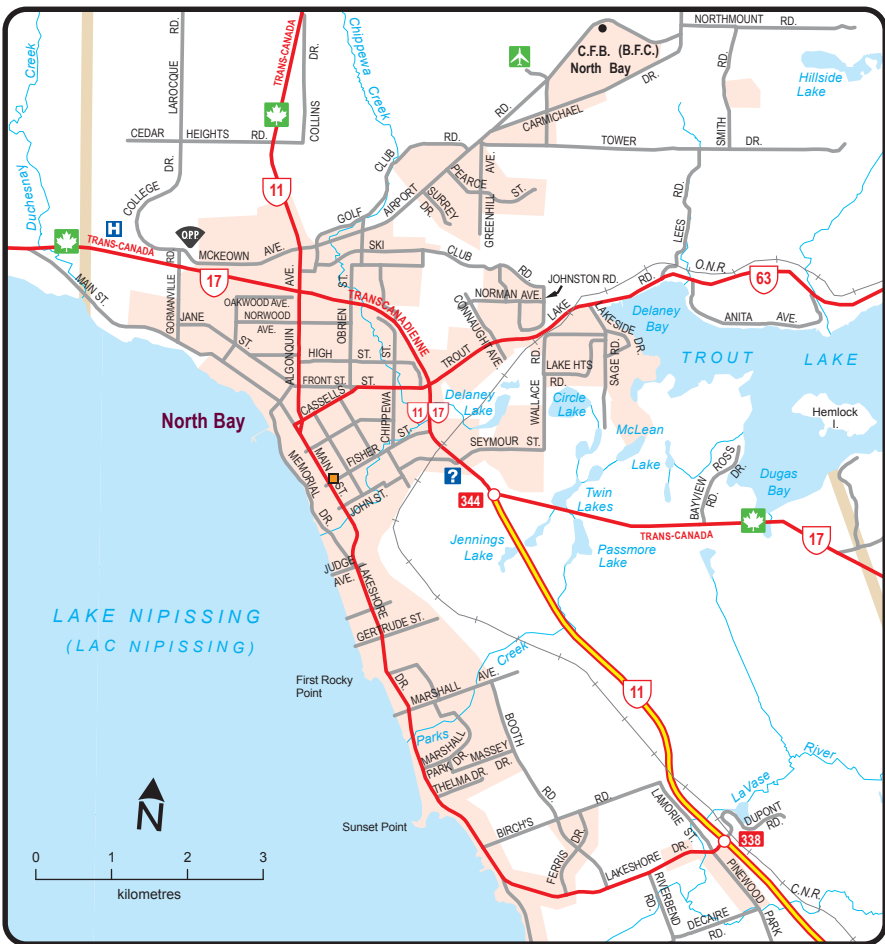 NORTHMOUNT RD.
C.F.B. (B.F.C.)
North Bay
Hillside
Lake
Duchesnay
Creek
LAROCQUE RD.
TRANS-CANADA
COLLINS DR.
Chippewa
Creek
CARMICHAEL DR.
SMITH RD.
CEDAR HEIGHTS RD.
TOWER DR.
COLLEGE DR.
11
GOLF CLUB RD.
AIRPORT RD.
SURREY DR.
PEARCE ST.
GREENHILL AVE.
LEES RD.
H
OPP
TRANS-CANADA
MCKEOWN AVE.
17
SKI CLUB RD.
O.N.R.
63
MAIN ST.
GORMANVILLE RD.
JANE ST.
OAKWOOD AVE.
NORWOOD AVE.
ALGONQUIN AVE.
O'BRIEN ST.
TRANSCANADIENNE
CONNAUGHT AVE.
NORMAN AVE.
JOHNSTON RD.
TROUT LAKE RD.
LAKESIDE DR.
Delaney
Bay
ANITA AVE.
TROUT LAKE
HIGH ST.
FRONT ST.
CASSELLS ST.
CHIPPEWA ST.
11
17
Delaney
Lake
WALLACE RD.
LAKE HTS
RD.
SAGE RD.
Circle
Lake
McLean
Lake
Hemlock
I.
North Bay
MAIN ST.
FISHER ST.
SEYMOUR ST.
MEMORIAL DR.
JOHN ST.
?
344
Twin
Lakes
BAYVIEW RD.
ROSS DR.
Dugas
Bay
Jennings
Lake
Passmore
Lake
TRANS-CANADA
17
JUDGE
AVE.
LAKESHORE DR.
LAKE NIPISSING
(LAC NIPISSING)
GERTRUDE ST.
First Rocky
Point
MARSHALL AVE.
Parks Creek
11
MARSHALL
PARK DR.
MASSEY DR.
THELMA DR.
BOOTH RD.
LaVase River
N
Sunset Point
BIRCH'S RD.
FERRIS DR.
LAMORIE ST.
DUPONT
RD.
338
LAKESHORE DR.
0 1 2 3
kilometres
RIVERBEND
RD.
DECAIRE
RD.
PINEWOOD PARK
C.N.R.